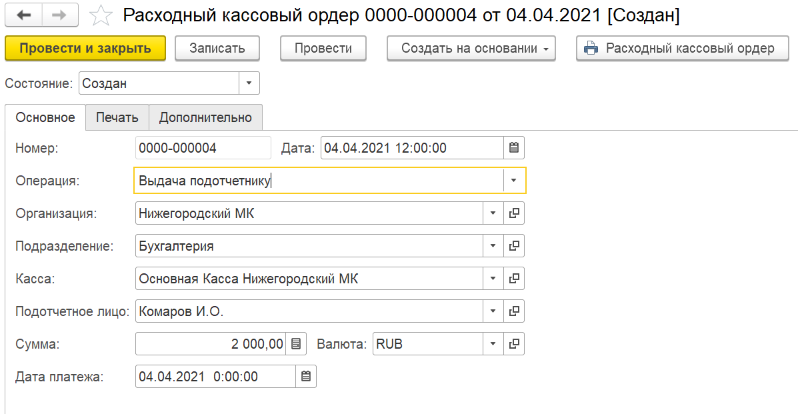 Расходный кассовый ордер 0000-000004 от 04.04.2021 [Создан]
Провести и закрыть Записать Провести Создать на основании Расходный кассовый ордер
Состояние: Создан
Основное Печать Дополнительно
Номер: 0000-000004 Дата: 04.04.2021 12:00:00
Операция: Выдача подотчетнику
Организация: Нижегородский МК
Подразделение: Бухгалтерия
Касса: Основная Касса Нижегородский МК
Подотчетное лицо: Комаров И.О.
Сумма: 2 000,00 Валюта: RUB
Дата платежа: 04.04.2021 0:00:00